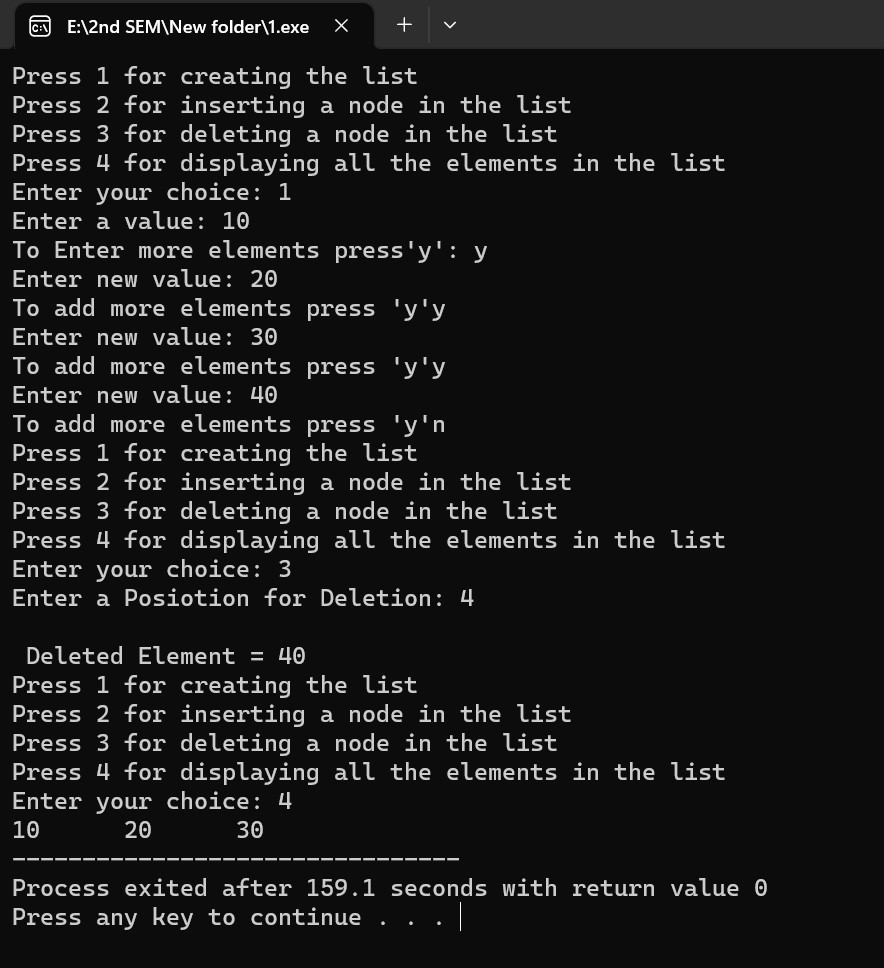 E:\2nd SEM\New folder\1.exe
Press 1 for creating the list
Press 2 for inserting a node in the list
Press 3 for deleting a node in the list
Press 4 for displaying all the elements in the list
Enter your choice: 1
Enter a value: 10
To Enter more elements press'y': y
Enter new value: 20
To add more elements press 'y'y
Enter new value: 30
To add more elements press 'y'y
Enter new value: 40
To add more elements press 'y'n
Press 1 for creating the list
Press 2 for inserting a node in the list
Press 3 for deleting a node in the list
Press 4 for displaying all the elements in the list
Enter your choice: 3
Enter a Posiotion for Deletion: 4
Deleted Element = 40
Press 1 for creating the list
Press 2 for inserting a node in the list
Press 3 for deleting a node in the list
Press 4 for displaying all the elements in the list
Enter your choice: 4
10 20 30
--------------------------------
Process exited after 159.1 seconds with return value 0
Press any key to continue . . .